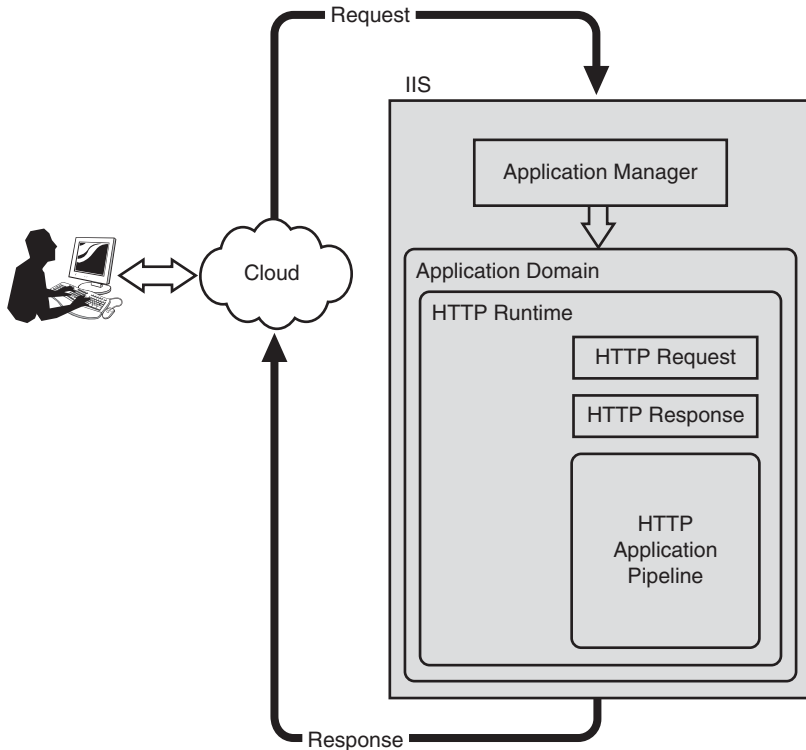 Request
IIS
Application Manager
Cloud
Application Domain
HTTP Runtime
HTTP Request
HTTP Response
HTTP
Application
Pipeline
Response